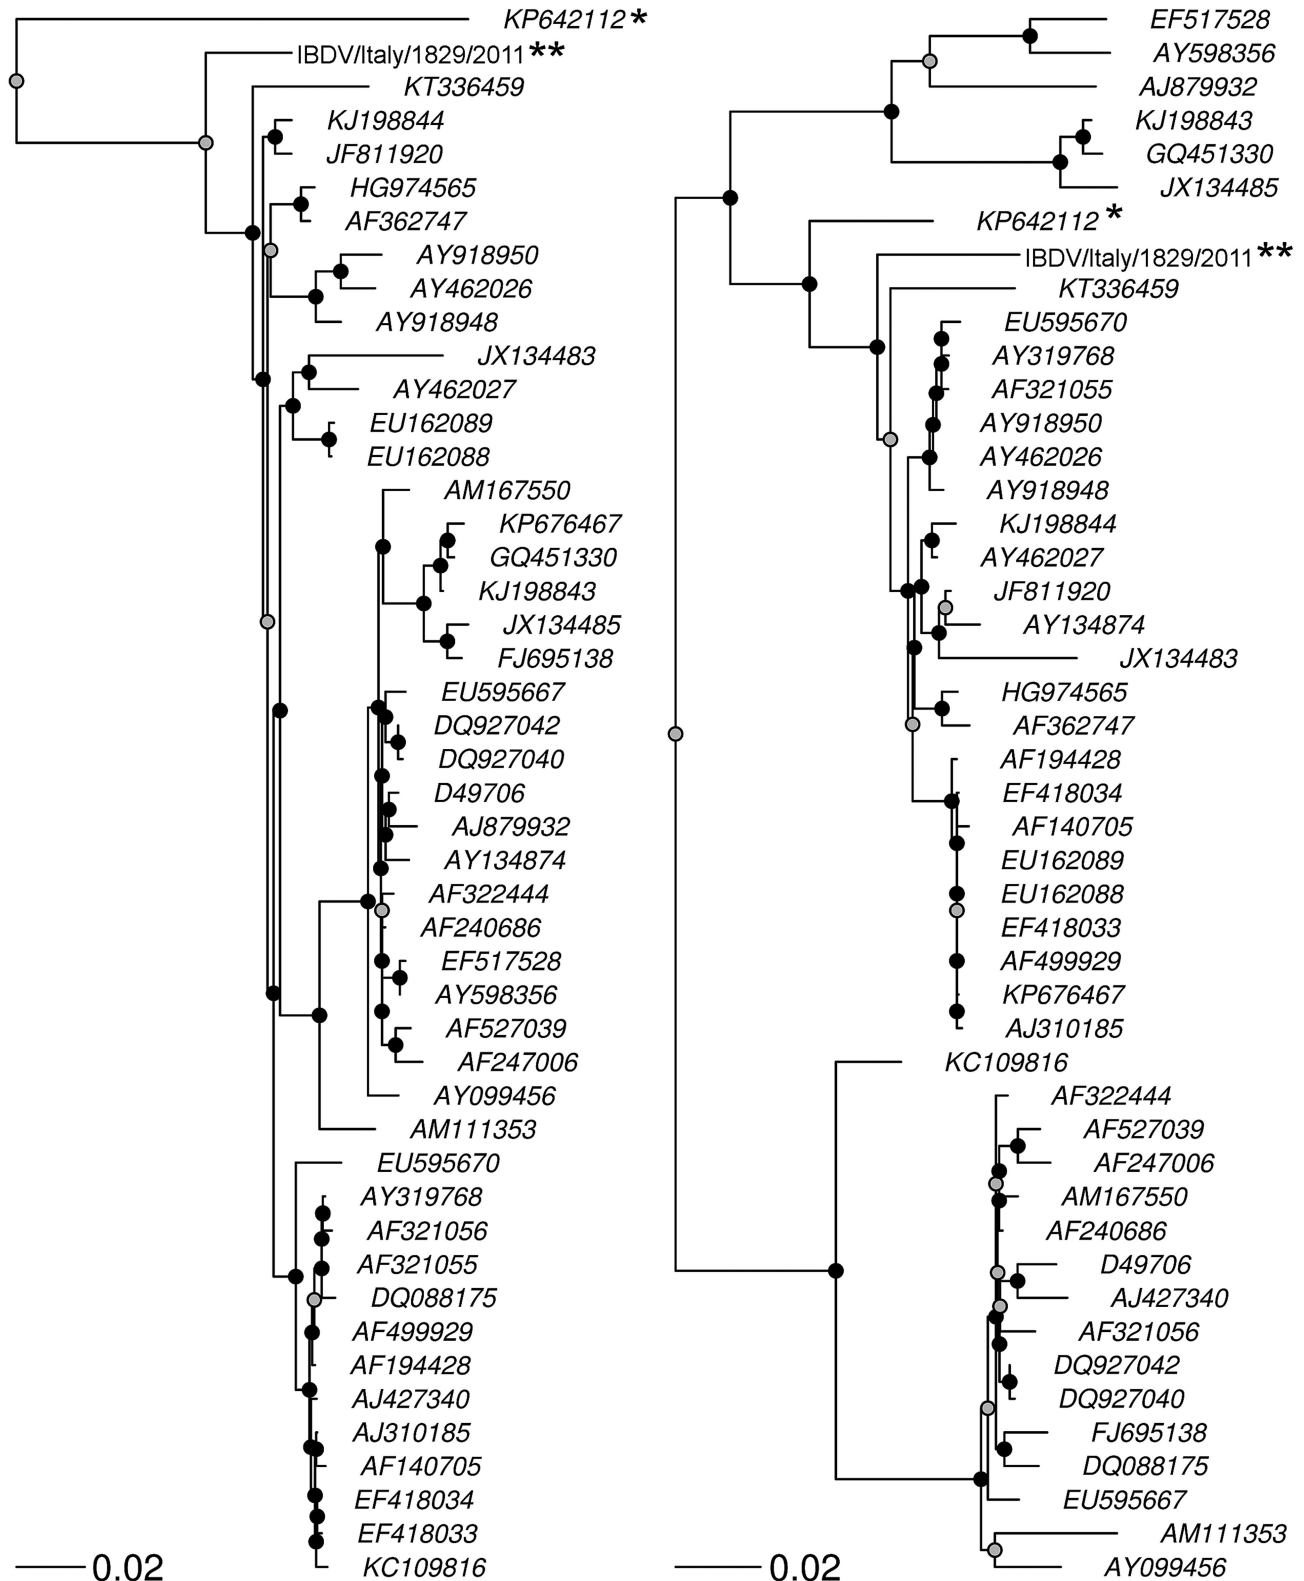 KP642112*
IBDV/Italy/1829/2011**
KT336459
KJ198844
JF811920
HG974565
AF362747
AY918950
AY462026
AY918948
JX134483
AY462027
EU162089
EU162088
AM167550
KP676467
GQ451330
KJ198843
JX134485
FJ695138
EU595667
DQ927042
DQ927040
D49706
AJ879932
AY134874
AF322444
AF240686
EF517528
AY598356
AF527039
AF247006
AY099456
AM111353
EU595670
AY319768
AF321056
AF321055
DQ088175
AF499929
AF194428
AJ427340
AJ310185
AF140705
EF418034
EF418033
KC109816
0.02
EF517528
AY598356
AJ879932
KJ198843
GQ451330
JX134485
KP642112*
IBDV/Italy/1829/2011**
KT336459
EU595670
AY319768
AF321055
AY918950
AY462026
AY918948
KJ198844
AY462027
JF811920
AY134874
JX134483
HG974565
AF362747
AF194428
EF418034
AF140705
EU162089
EU162088
EF418033
AF499929
KP676467
AJ310185
KC109816
AF322444
AF527039
AF247006
AM167550
AF240686
D49706
AJ427340
AF321056
DQ927042
DQ927040
FJ695138
DQ088175
EU595667
AM111353
AY099456
0.02